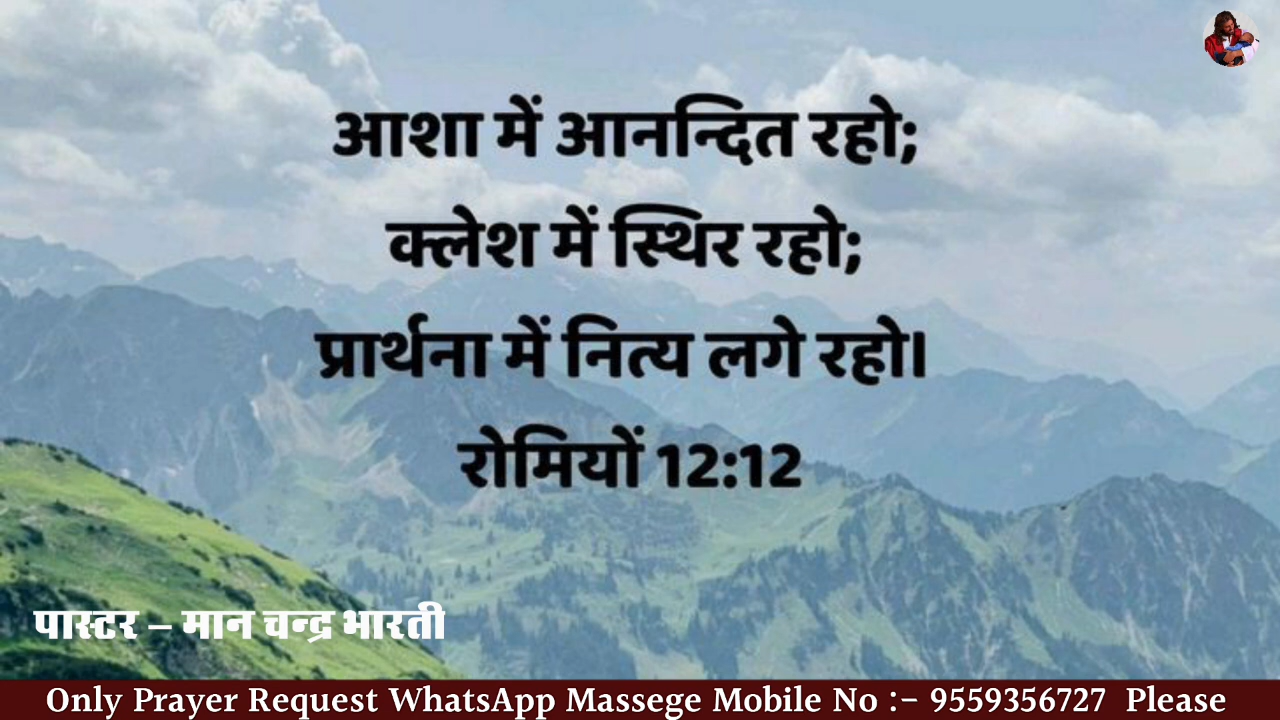 आशा में आनन्दित रहो;
क्लेश में स्थिर रहो;
प्रार्थना में नित्य लगे रहो।
रोमियों 12:12
पास्टर – मान चन्द्र भारती
Only Prayer Request WhatsApp Massege Mobile No :- 9559356727 Please